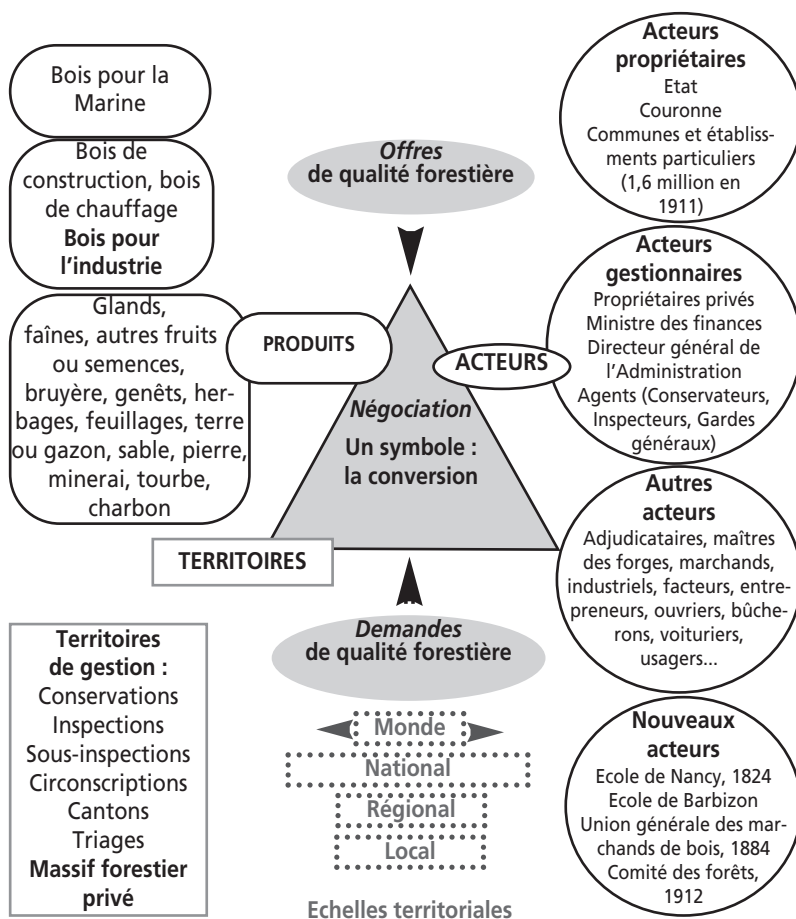 Bois pour la
Marine
Bois de
construction, bois
de chauffage
Bois pour
l'industrie
Glands,
faînes, autres fruits
ou semences,
bruyère, genêts, her-
bages, feuillages, terre
ou gazon, sable, pierre,
minerai, tourbe,
charbon
PRODUITS
TERRITOIRES
Territoires
de gestion :
Conservations
Inspections
Sous-inspections
Circonscriptions
Cantons
Triages
Massif forestier
privé
Offres
de qualité forestière
Négociation
Un symbole :
la conversion
Demandes
de qualité forestière
Monde
National
Régional
Local
Echelles territoriales
ACTEURS
Acteurs
propriétaires
Etat
Couronne
Communes et établiss-
ments particuliers
(1,6 million en
1911)
Acteurs
gestionnaires
Propriétaires privés
Ministre des finances
Directeur général de
l'Administration
Agents (Conservateurs,
Inspecteurs, Gardes
généraux)
Autres
acteurs
Adjudicataires, maîtres
des forges, marchands,
industriels, facteurs, entre-
preneurs, ouvriers, bûche-
rons, voituriers,
usagers...
Nouveaux
acteurs
Ecole de Nancy, 1824
Ecole de Barbizon
Union générale des mar-
chands de bois, 1884
Comité des forêts,
1912